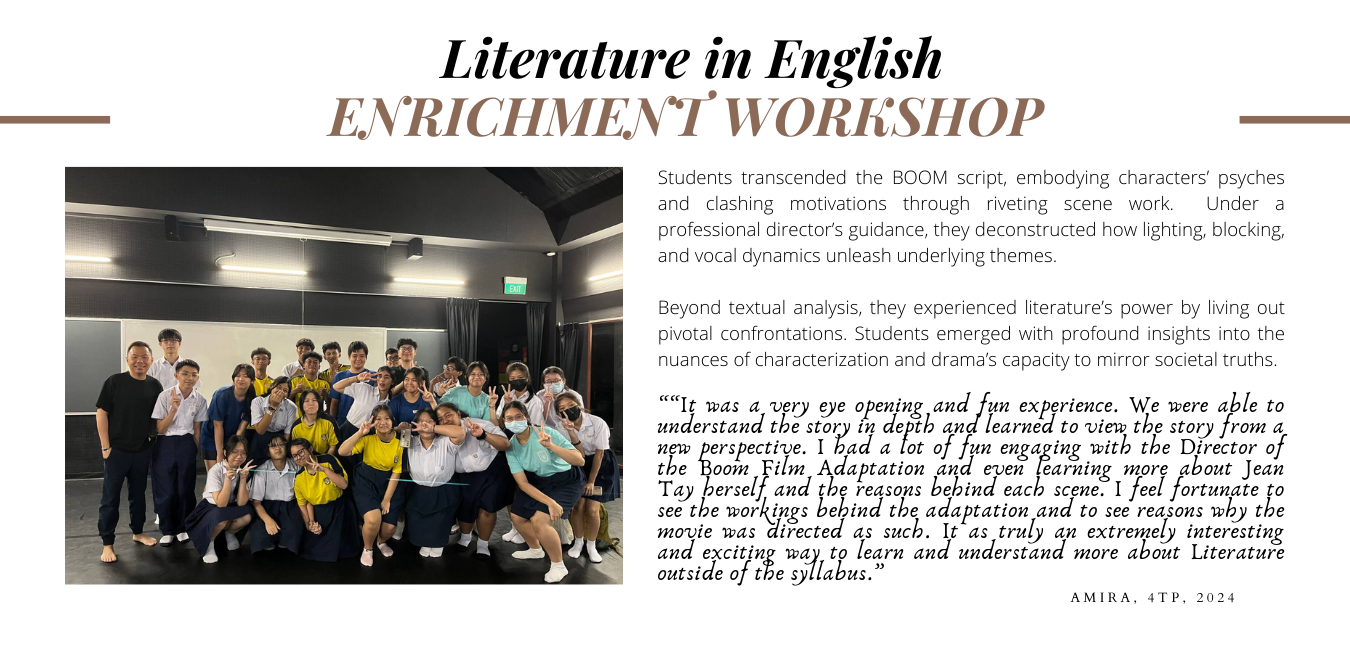 Literature in English
ENRICHMENT WORKSHOP
EXIT
Students transcended the BOOM script, embodying characters’ psyches
and clashing motivations through riveting scene work. Under a
professional director’s guidance, they deconstructed how lighting, blocking,
and vocal dynamics unleash underlying themes.
Beyond textual analysis, they experienced literature’s power by living out
pivotal confrontations. Students emerged with profound insights into the
nuances of characterization and drama’s capacity to mirror societal truths.
““It was a very eye opening and fun experience. We were able to
understand the story in depth and learned to view the story from a
new perspective. I had a lot of fun engaging with the Director of
the Boom Film Adaptation and even learning more about Jean
Tay herself and the reasons behind each scene. I feel fortunate to
see the workings behind the adaptation and to see reasons why the
movie was directed as such. It as truly an extremely interesting
and exciting way to learn and understand more about Literature
outside of the syllabus.”
AMIRA, 4TP, 2024